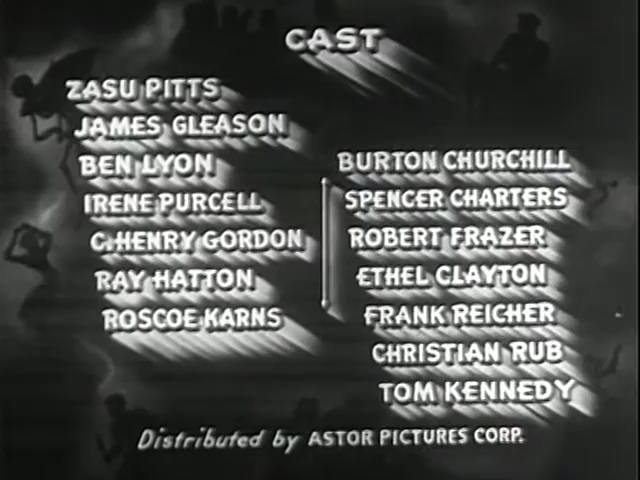 CAST
ZASU PITTS
JAMES GLEASON
BEN LYON
IRENE PURCELL
C. HENRY GORDON
RAY HATTON
ROSCOE KARNS
BURTON CHURCHILL
SPENCER CHARTERS
ROBERT FRAZER
ETHEL CLAYTON
FRANK REICHER
CHRISTIAN RUB
TOM KENNEDY
Distributed by ASTOR PICTURES CORP.